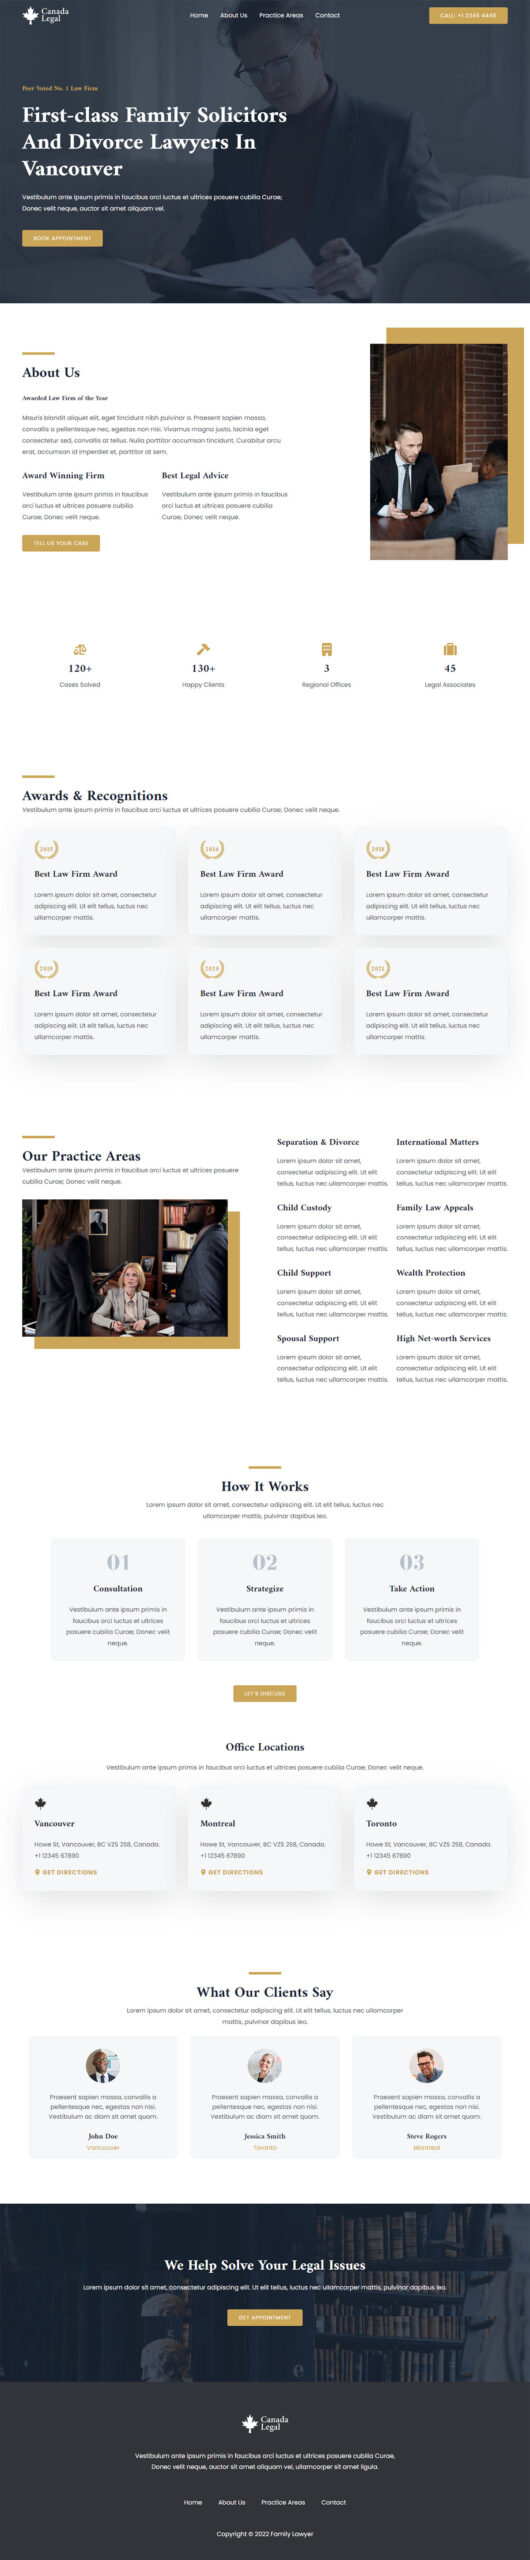 Canada
Legal
Home About Us Practice Areas Contact
CALL: +1 2345 4445
Peer Voted No. 1 Law Firm
First-class Family Solicitors
And Divorce Lawyers In
Vancouver
Vestibulum ante ipsum primis in faucibus orci luctus et ultrices posuere cubilia Curae;
Donec velit neque, auctor sit amet aliquam vel.
BOOK APPOINTMENT
About Us
Awarded Law Firm of the Year
Mauris blandit aliquet elit, eget tincidunt nibh pulvinar a. Praesent sapien massa,
convallis a pellentesque nec, egestas non nisi. Vivamus magna justo, lacinia eget
consectetur sed, convallis at tellus. Nulla porttitor accumsan tincidunt. Curabitur arcu
erat, accumsan id imperdiet et, porttitor at sem.
Award Winning Firm
Vestibulum ante ipsum primis in faucibus
orci luctus et ultrices posuere cubilia
Curae; Donec velit neque.
Best Legal Advice
Vestibulum ante ipsum primis in faucibus
orci luctus et ultrices posuere cubilia
Curae; Donec velit neque.
TELL US YOUR CASE
120+
Cases Solved
130+
Happy Clients
3
Regional Offices
45
Legal Associates
Awards & Recognitions
Vestibulum ante ipsum primis in faucibus orci luctus et ultrices posuere cubilia Curae; Donec velit neque.
2015
Best Law Firm Award
Lorem ipsum dolor sit amet, consectetur
adipiscing elit. Ut elit tellus, luctus nec
ullamcorper mattis.
2016
Best Law Firm Award
Lorem ipsum dolor sit amet, consectetur
adipiscing elit. Ut elit tellus, luctus nec
ullamcorper mattis.
2018
Best Law Firm Award
Lorem ipsum dolor sit amet, consectetur
adipiscing elit. Ut elit tellus, luctus nec
ullamcorper mattis.
2019
Best Law Firm Award
Lorem ipsum dolor sit amet, consectetur
adipiscing elit. Ut elit tellus, luctus nec
ullamcorper mattis.
2020
Best Law Firm Award
Lorem ipsum dolor sit amet, consectetur
adipiscing elit. Ut elit tellus, luctus nec
ullamcorper mattis.
2021
Best Law Firm Award
Lorem ipsum dolor sit amet, consectetur
adipiscing elit. Ut elit tellus, luctus nec
ullamcorper mattis.
Our Practice Areas
Vestibulum ante ipsum primis in faucibus orci luctus et ultrices posuere
cubilia Curae; Donec velit neque.
Separation & Divorce
Lorem ipsum dolor sit amet,
consectetur adipiscing elit. Ut elit
tellus, luctus nec ullamcorper mattis.
International Matters
Lorem ipsum dolor sit amet,
consectetur adipiscing elit. Ut elit
tellus, luctus nec ullamcorper mattis.
Child Custody
Lorem ipsum dolor sit amet,
consectetur adipiscing elit. Ut elit
tellus, luctus nec ullamcorper mattis.
Family Law Appeals
Lorem ipsum dolor sit amet,
consectetur adipiscing elit. Ut elit
tellus, luctus nec ullamcorper mattis.
Child Support
Lorem ipsum dolor sit amet,
consectetur adipiscing elit. Ut elit
tellus, luctus nec ullamcorper mattis.
Wealth Protection
Lorem ipsum dolor sit amet,
consectetur adipiscing elit. Ut elit
tellus, luctus nec ullamcorper mattis.
Spousal Support
Lorem ipsum dolor sit amet,
consectetur adipiscing elit. Ut elit
tellus, luctus nec ullamcorper mattis.
High Net-worth Services
Lorem ipsum dolor sit amet,
consectetur adipiscing elit. Ut elit
tellus, luctus nec ullamcorper mattis.
How It Works
Lorem ipsum dolor sit amet, consectetur adipiscing elit. Ut elit tellus, luctus nec
ullamcorper mattis, pulvinar dapibus leo.
01
Consultation
Vestibulum ante ipsum primis in
faucibus orci luctus et ultrices
posuere cubilia Curae; Donec velit
neque.
02
Strategize
Vestibulum ante ipsum primis in
faucibus orci luctus et ultrices
posuere cubilia Curae; Donec velit
neque.
03
Take Action
Vestibulum ante ipsum primis in
faucibus orci luctus et ultrices
posuere cubilia Curae; Donec velit
neque.
LET'S DISCUSS
Office Locations
Vestibulum ante ipsum primis in faucibus orci luctus et ultrices posuere cubilia Curae; Donec velit neque.
Vancouver
Howe St, Vancouver, BC VZS 2S8, Canada.
+1 12345 67890
GET DIRECTIONS
Montreal
Howe St, Vancouver, BC VZS 2S8, Canada.
+1 12345 67890
GET DIRECTIONS
Toronto
Howe St, Vancouver, BC VZS 2S8, Canada.
+1 12345 67890
GET DIRECTIONS
What Our Clients Say
Lorem ipsum dolor sit amet, consectetur adipiscing elit. Ut elit tellus, luctus nec ullamcorper
mattis, pulvinar dapibus leo.
Praesent sapien massa, convallis a
pellentesque nec, egestas non nisi.
Vestibulum ac diam sit amet quam.
John Doe
Vancouver
Praesent sapien massa, convallis a
pellentesque nec, egestas non nisi.
Vestibulum ac diam sit amet quam.
Jessica Smith
Toronto
Praesent sapien massa, convallis a
pellentesque nec, egestas non nisi.
Vestibulum ac diam sit amet quam.
Steve Rogers
Montreal
We Help Solve Your Legal Issues
Lorem ipsum dolor sit amet, consectetur adipiscing elit. Ut elit tellus, luctus nec ullamcorper mattis, pulvinar dapibus leo.
GET APPOINTMENT
Canada
Legal
Vestibulum ante ipsum primis in faucibus orci luctus et ultrices posuere cubilia Curae,
Donec velit neque, auctor sit amet aliquam vel, ullamcorper sit amet ligula.
Home About Us Practice Areas Contact
Copyright © 2022 Family Lawyer